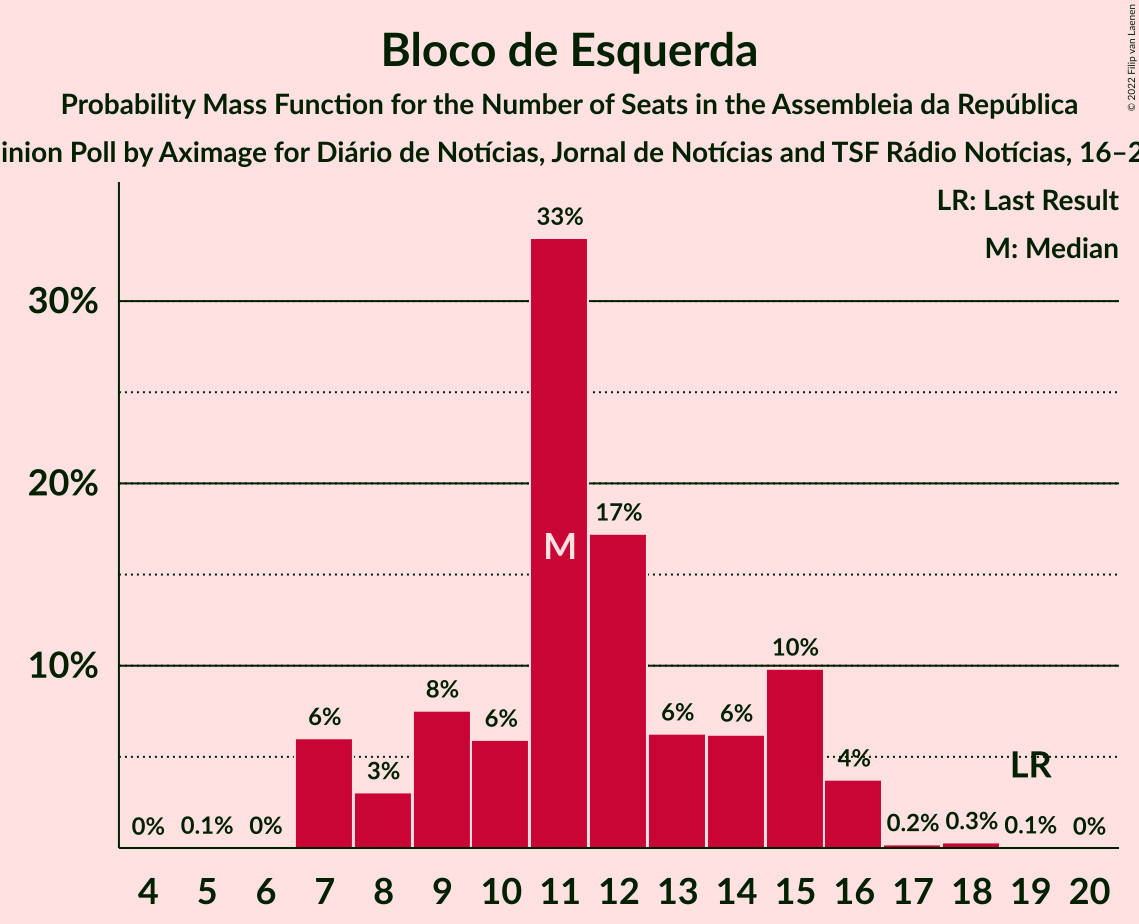 Bloco de Esquerda
Probability Mass Function for the Number of Seats in the Assembleia da República
inion Poll by Aximage for Diário de Notícias, Jornal de Notícias and TSF Rádio Notícias, 16–2
© 2022 Filip van Laenen
LR: Last Result
M: Median
33%
30%
20%
17%
M
10%
10%
8%
6%
6%
6%
6%
3%
4%
LR
0%
0.1%
0%
0.2%
0.3%
0.1%
0%
4 5 6 7 8 9 10 11 12 13 14 15 16 17 18 19 20